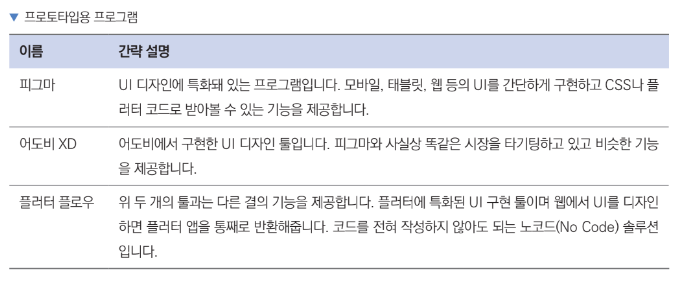 ▼ 프로토타입용 프로그램
이름 간략 설명
피그마 UI 디자인에 특화돼 있는 프로그램입니다. 모바일, 태블릿, 웹 등의 UI를 간단하게 구현하고 CSS나 플
러터 코드로 받아볼 수 있는 기능을 제공합니다.
어도비 XD 어도비에서 구현한 UI 디자인 툴입니다. 피그마와 사실상 똑같은 시장을 타기팅하고 있고 비슷한 기능
을 제공합니다.
플러터 플로우 위 두 개의 툴과는 다른 결의 기능을 제공합니다. 플러터에 특화된 UI 구현 툴이며 웹에서 UI를 디자인
하면 플러터 앱을 통째로 반환해줍니다. 코드를 전혀 작성하지 않아도 되는 노코드(No Code) 솔루션
입니다.